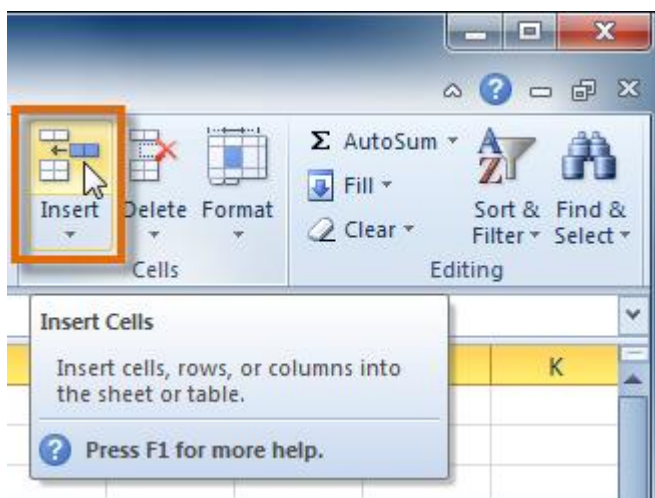 Σ AutoSum
Fill
Clear
Insert
Delete
Format
A
Z
Sort &
Filter
Find &
Select
Cells
Editing
Insert Cells
Insert cells, rows, or columns into
the sheet or table.
? Press F1 for more help.
K